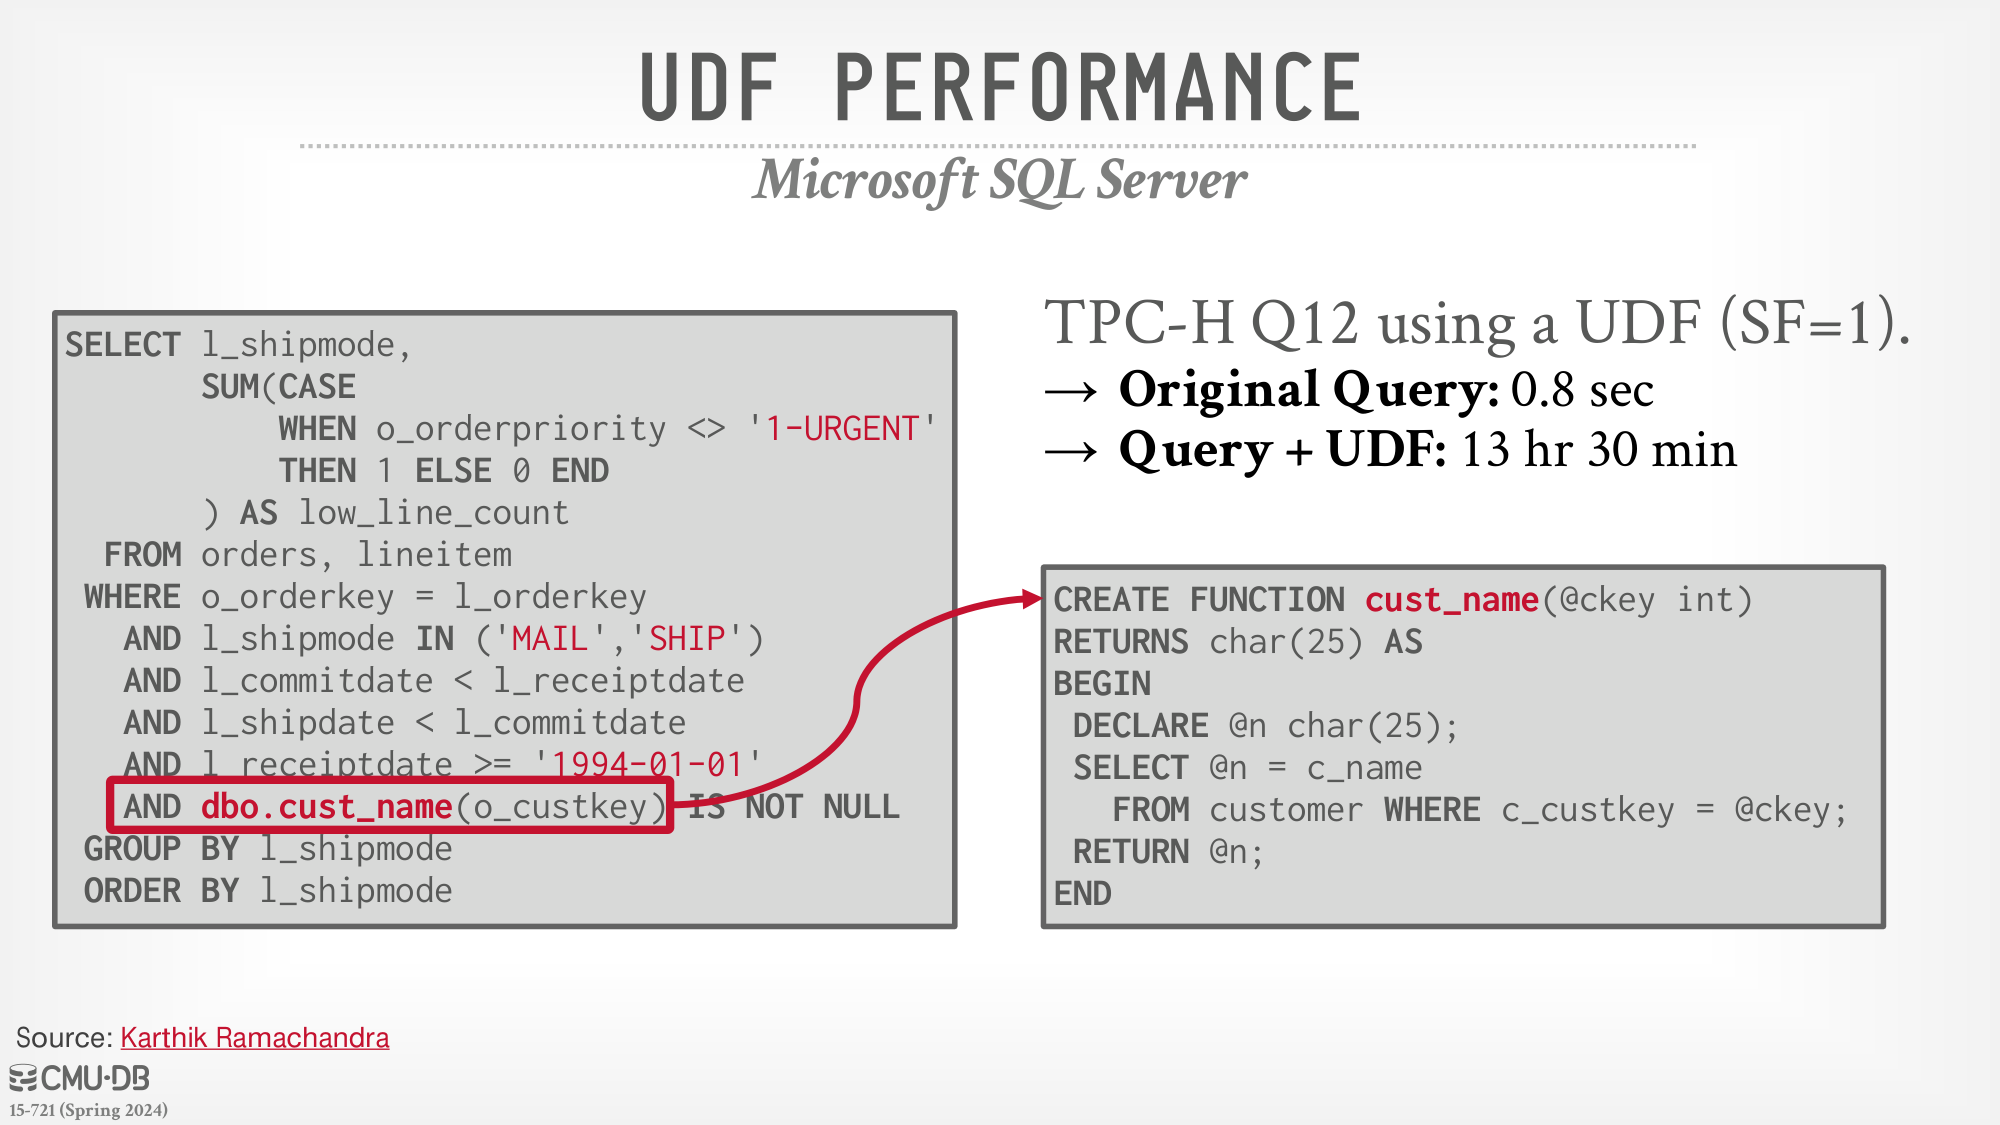 UDF PERFORMANCE
Microsoft SQL Server
SELECT l_shipmode,
SUM(CASE
WHEN o_orderpriority <> '1-URGENT'
THEN 1 ELSE 0 END
) AS low_line_count
FROM orders, lineitem
WHERE o_orderkey = l_orderkey
AND l_shipmode IN ('MAIL','SHIP')
AND l_commitdate < l_receiptdate
AND l_shipdate < l_commitdate
AND l_receiptdate >= '1994-01-01'
AND dbo.cust_name(o_custkey) IS NOT NULL
GROUP BY l_shipmode
ORDER BY l_shipmode
TPC-H Q12 using a UDF (SF=1).
→ Original Query: 0.8 sec
→ Query + UDF: 13 hr 30 min
CREATE FUNCTION cust_name(@ckey int)
RETURNS char(25) AS
BEGIN
DECLARE @n char(25);
SELECT @n = c_name
FROM customer WHERE c_custkey = @ckey;
RETURN @n;
END
Source: Karthik Ramachandra
CMU·DB
15-721 (Spring 2024)